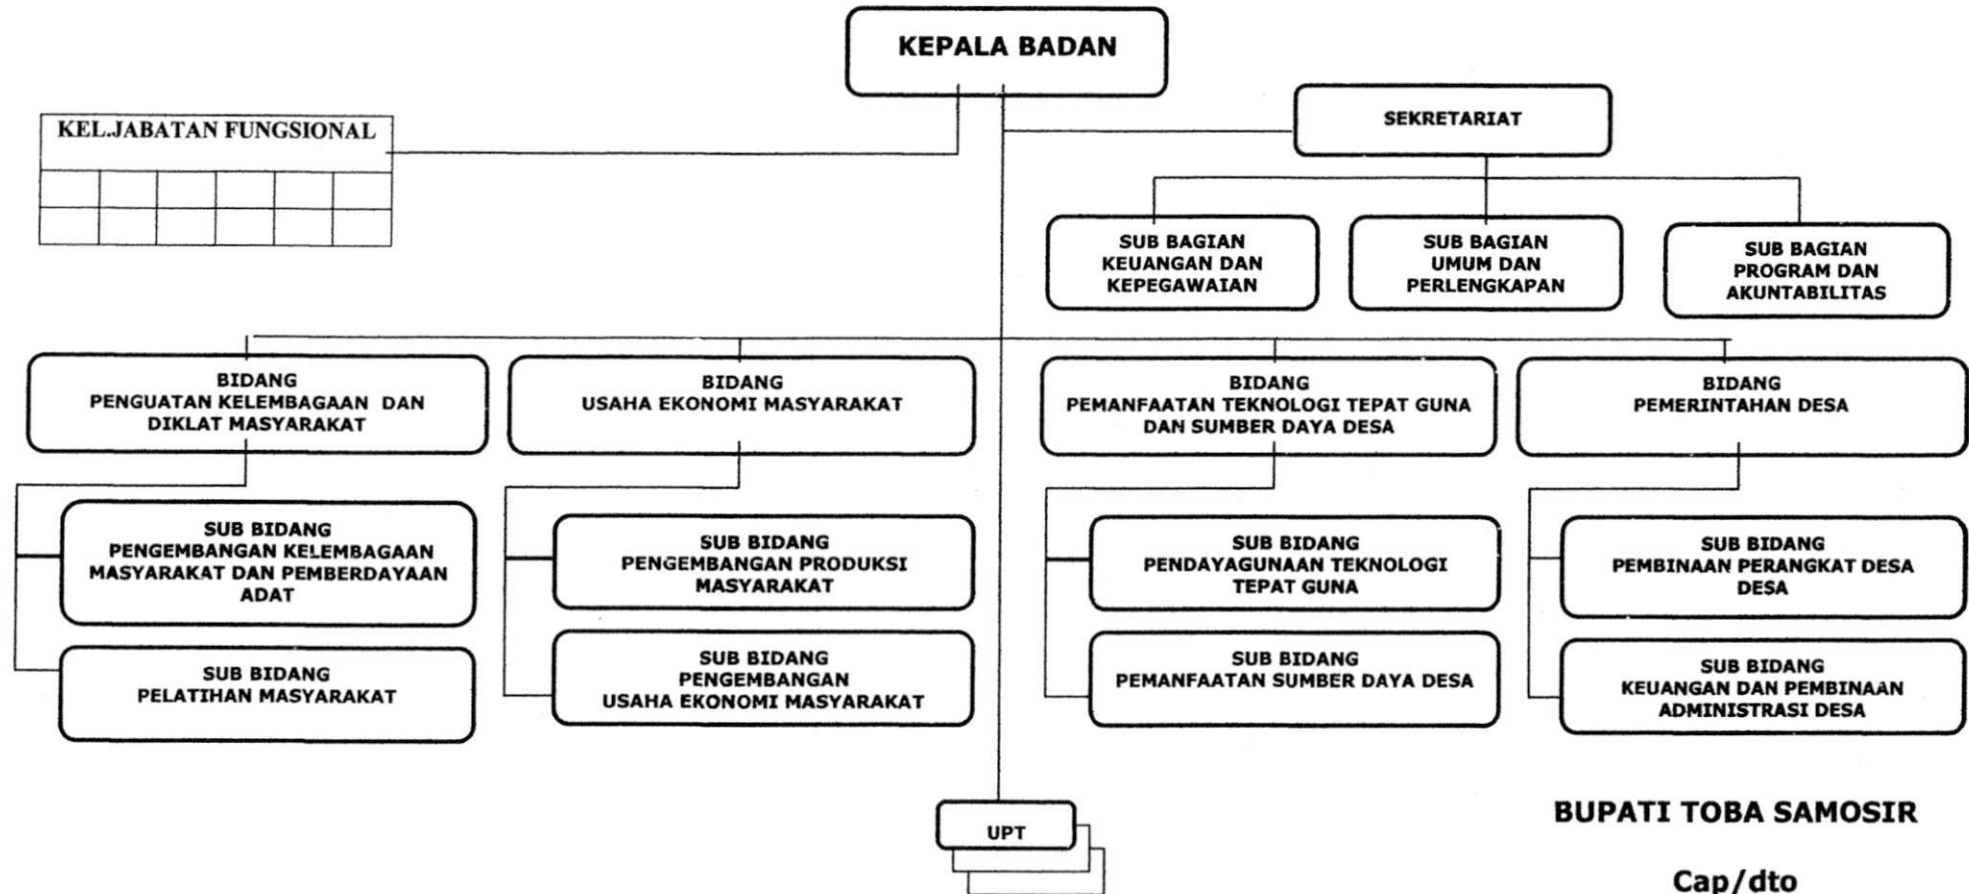 KEPALA BADAN
KEL.JABATAN FUNGSIONAL
SEKRETARIAT
SUB BAGIAN
KEUANGAN DAN
KEPEGAWAIAN
SUB BAGIAN
UMUM DAN
PERLENGKAPAN
SUB BAGIAN
PROGRAM DAN
AKUNTABILITAS
BIDANG
PENGUATAN KELEMBAGAAN DAN
DIKLAT MASYARAKAT
BIDANG
USAHA EKONOMI MASYARAKAT
BIDANG
PEMANFAATAN TEKNOLOGI TEPAT GUNA
DAN SUMBER DAYA DESA
BIDANG
PEMERINTAHAN DESA
SUB BIDANG
PENGEMBANGAN KELEMBAGAAN
MASYARAKAT DAN PEMBERDAYAAN
ADAT
SUB BIDANG
PELATIHAN MASYARAKAT
SUB BIDANG
PENGEMBANGAN PRODUKSI
MASYARAKAT
SUB BIDANG
PENGEMBANGAN
USAHA EKONOMI MASYARAKAT
SUB BIDANG
PENDAYAGUNAAN TEKNOLOGI
TEPAT GUNA
SUB BIDANG
PEMANFAATAN SUMBER DAYA DESA
SUB BIDANG
PEMBINAAN PERANGKAT DESA
DESA
SUB BIDANG
KEUANGAN DAN PEMBINAAN
ADMINISTRASI DESA
UPT
BUPATI TOBA SAMOSIR
Cap/dto